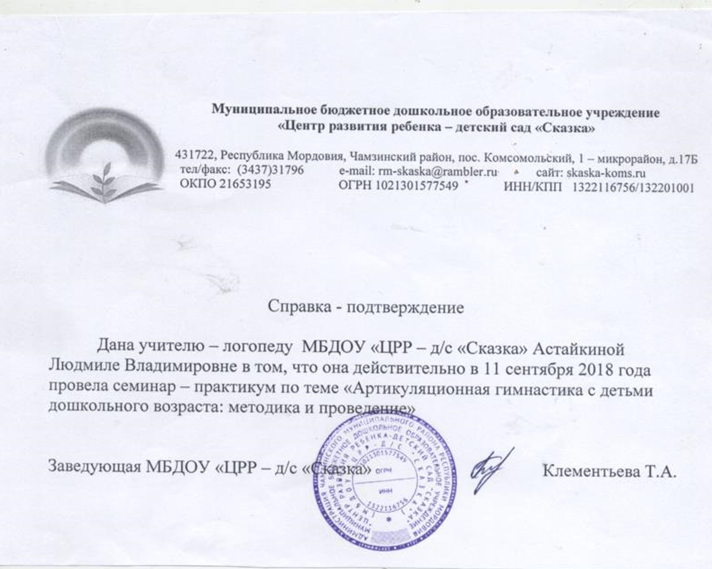 Муниципальное бюджетное дошкольное образовательное учреждение
«Центр развития ребенка – детский сад «Сказка»
431722, Республика Мордовия, Чамзинский район, пос. Комсомольский, 1 – микрорайон, д.17Б
тел/факс: (3437)31796 e-mail: rm-skaska@rambler.ru сайт: skaska-koms.ru
ОКПО 21653195 ОГРН 1021301577549 ИНН/КПП 1322116756/132201001
Справка - подтверждение
Дана учителю – логопеду МБДОУ «ЦРР – д/с «Сказка» Астайкиной
Людмиле Владимировне в том, что она действительно в 11 сентября 2018 года
провела семинар – практикум по теме «Артикуляционная гимнастика с детьми
дошкольного возраста: методика и проведение»
Заведующая МБДОУ «ЦРР – д/с «Сказка» Клементьева Т.А.
ОГРН
ИНН
1322116756